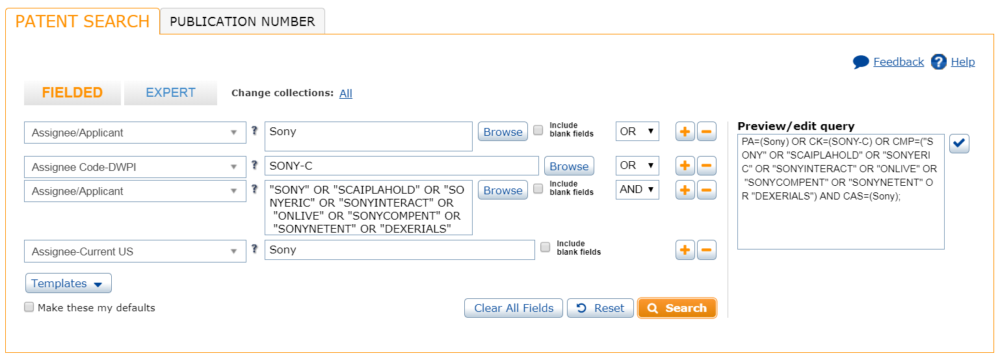 PATENT SEARCH
PUBLICATION NUMBER
Feedback
? Help
FIELDED
EXPERT
Change collections: All
Assignee/Applicant
?
Sony
Browse
Include
blank fields
OR
Assignee Code-DWPI
?
SONY-C
Browse
OR
Assignee/Applicant
?
"SONY" OR "SCAIPLAHOLD" OR "SO
NYERIC" OR "SONYINTERACT" OR
"ONLIVE" OR "SONYCOMPENT" OR
"SONYNETENT" OR "DEXERIALS"
Browse
Include
blank fields
AND
Assignee-Current US
?
Sony
Include
blank fields
Templates
Make these my defaults
Clear All Fields
Reset
Search
Preview/edit query
PA=(Sony) OR CK=(SONY-C) OR CMP=("S
ONY" OR "SCAIPLAHOLD" OR "SONYERI
C" OR "SONYINTERACT" OR "ONLIVE" OR
"SONYCOMPENT" OR "SONYNETENT" O
R "DEXERIALS") AND CAS=(Sony);